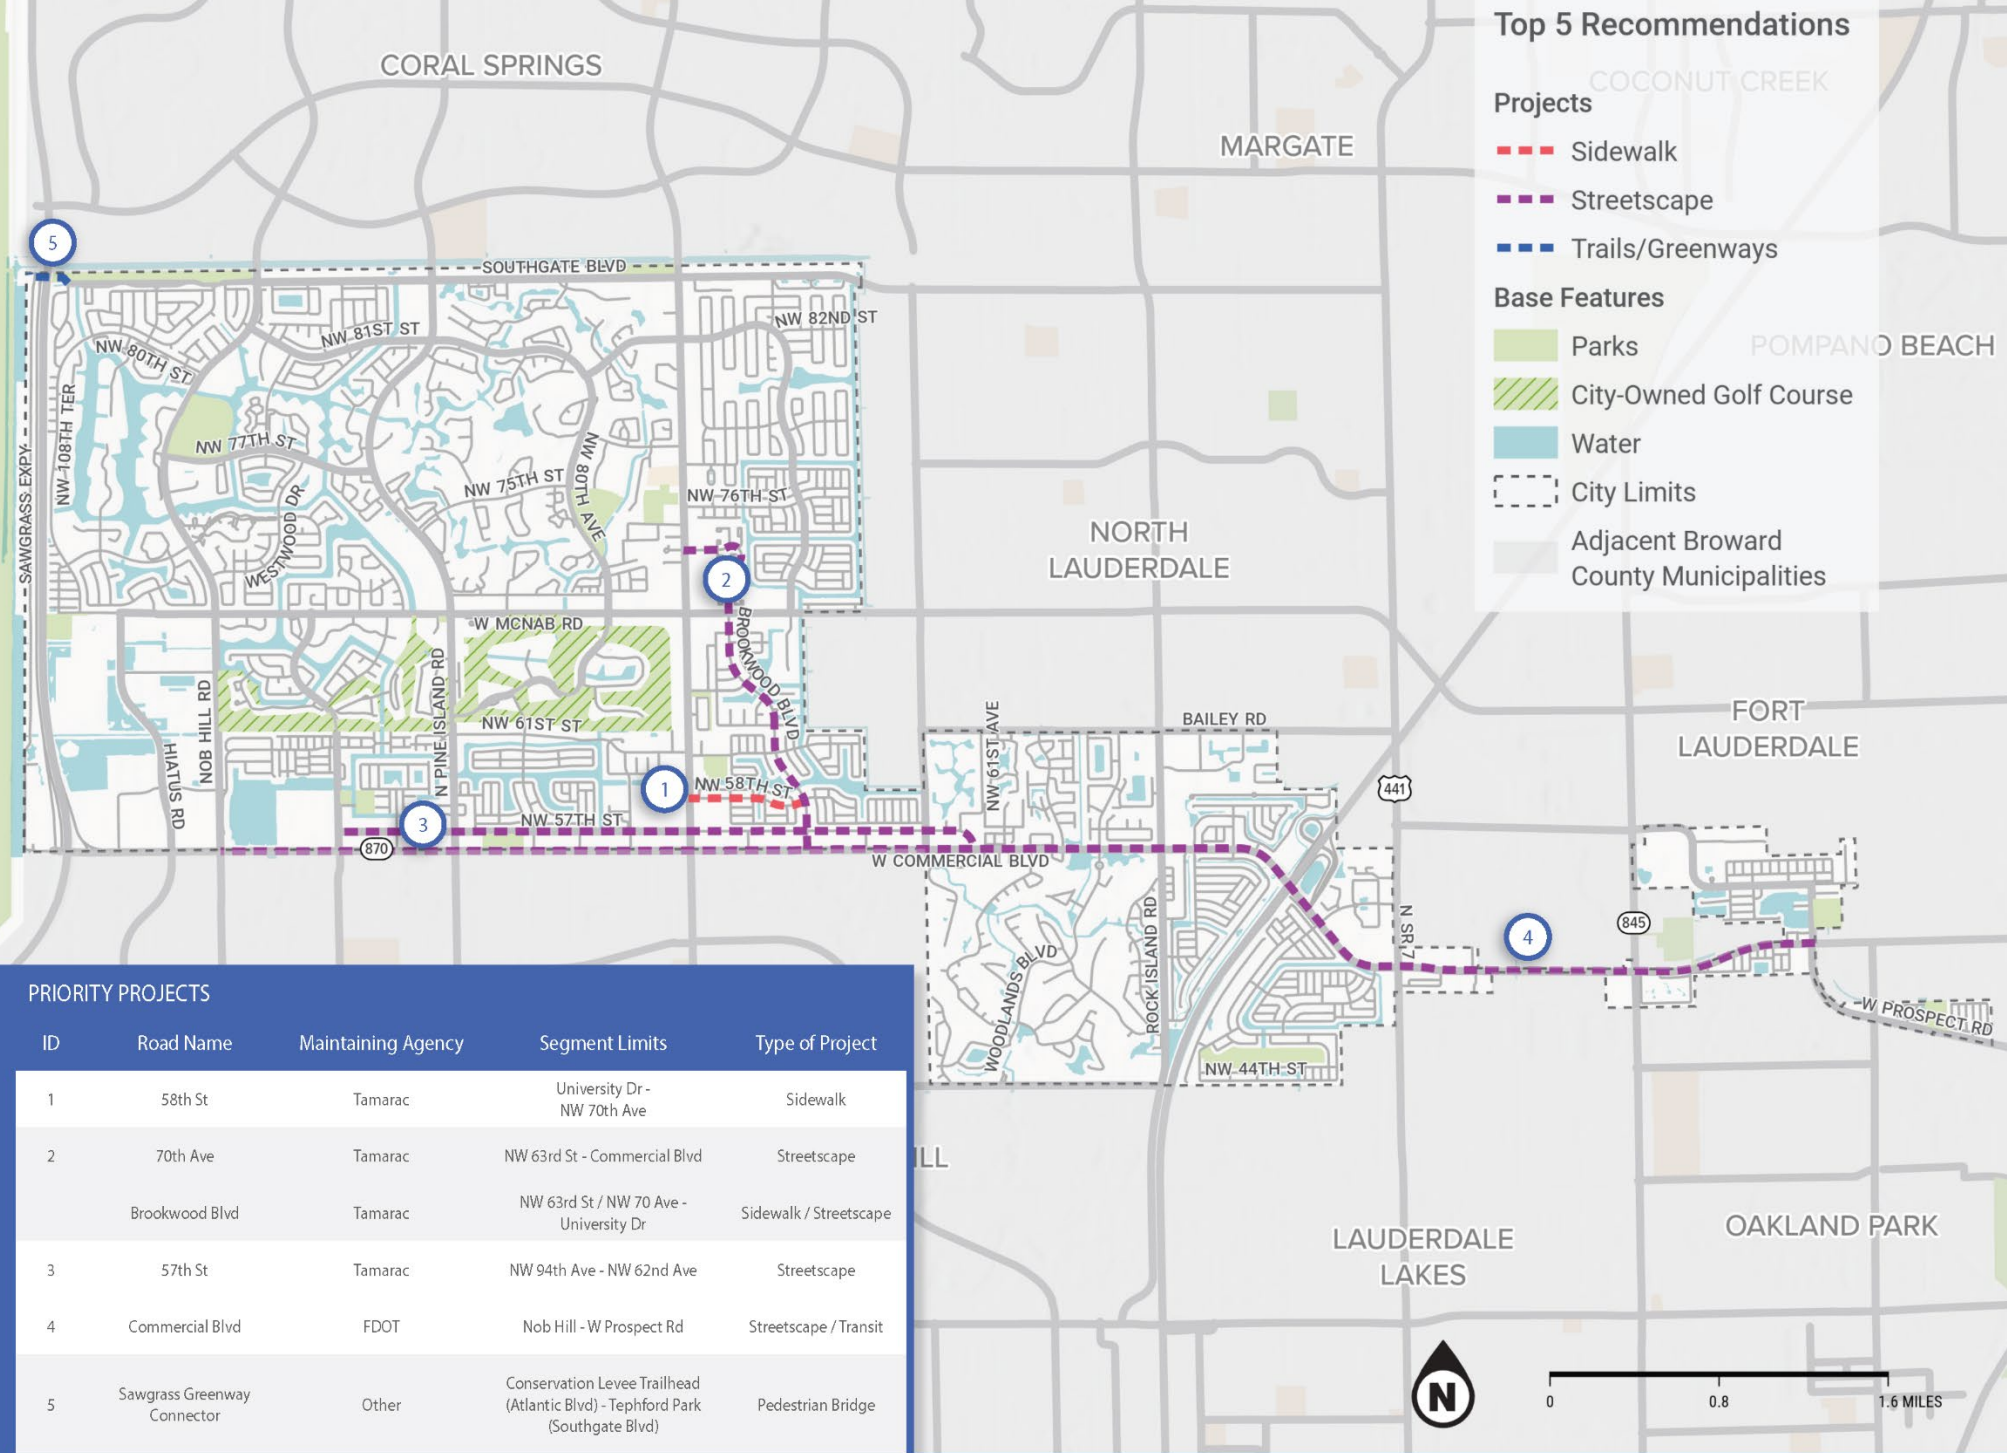 CORAL SPRINGS
MARGATE
Top 5 Recommendations
COCONUT CREEK
Projects
Sidewalk
Streetscape
Trails/Greenways
Base Features
Parks
City-Owned Golf Course
Water
City Limits
Adjacent Broward
County Municipalities
POMPANO BEACH
5
SOUTHGATE BLVD
NW 82ND ST
NW 81ST ST
NW 80TH ST
NW 108TH TER
SAWGRASS EXPY
NW 77TH ST
NW 75TH ST
NW 80TH AVE
NW 76TH ST
WESTWOOD DR
NORTH
LAUDERDALE
2
W MCNAB RD
BROOKWOOD BLVD
N PINE ISLAND RD
NOB HILL RD
HIATUS RD
NW 61ST ST
NW 61ST AVE
BAILEY RD
FORT
LAUDERDALE
1
NW 58TH ST
441
3
NW 57TH ST
870
W COMMERCIAL BLVD
ROCK ISLAND RD
WOODLANDS BLVD
N SR 7
4
845
W PROSPECT RD
NW 44TH ST
ILL
LAUDERDALE
LAKES
OAKLAND PARK
N
0 0.8 1.6 MILES
PRIORITY PROJECTS
ID Road Name Maintaining Agency Segment Limits Type of Project
1 58th St Tamarac University Dr -
NW 70th Ave Sidewalk
2 70th Ave Tamarac NW 63rd St - Commercial Blvd Streetscape
Brookwood Blvd Tamarac NW 63rd St / NW 70 Ave -
University Dr Sidewalk / Streetscape
3 57th St Tamarac NW 94th Ave - NW 62nd Ave Streetscape
4 Commercial Blvd FDOT Nob Hill - W Prospect Rd Streetscape / Transit
5 Sawgrass Greenway
Connector Other Conservation Levee Trailhead
(Atlantic Blvd) - Tephford Park
(Southgate Blvd) Pedestrian Bridge